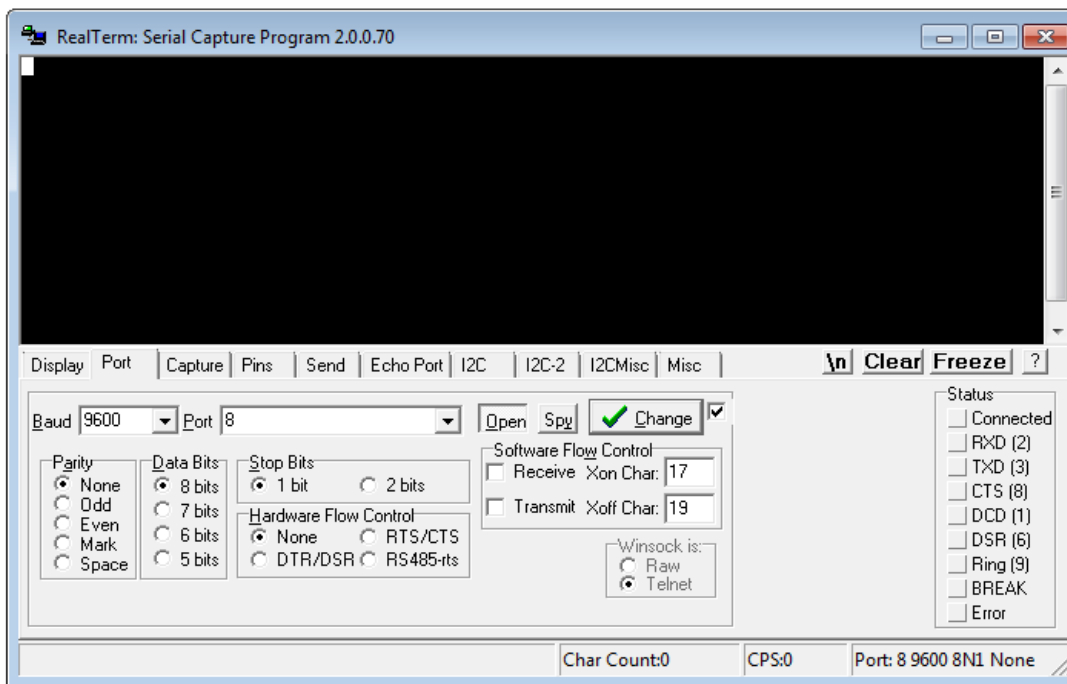 RealTerm: Serial Capture Program 2.0.0.70
Display Port Capture Pins Send Echo Port I2C I2C-2 I2CMisc Misc \n Clear Freeze ?
Baud 9600 Port 8 Open Spy Change
Parity
None
Odd
Even
Mark
Space
Data Bits
8 bits
7 bits
6 bits
5 bits
Stop Bits
1 bit 2 bits
Hardware Flow Control
None RTS/CTS
DTR/DSR RS485-rts
Software Flow Control
Receive Xon Char: 17
Transmit Xoff Char: 19
Winsock is:
Raw
Telnet
Status
Connected
RXD (2)
TXD (3)
CTS (8)
DCD (1)
DSR (6)
Ring (9)
BREAK
Error
Char Count:0 CPS:0 Port: 8 9600 8N1 None